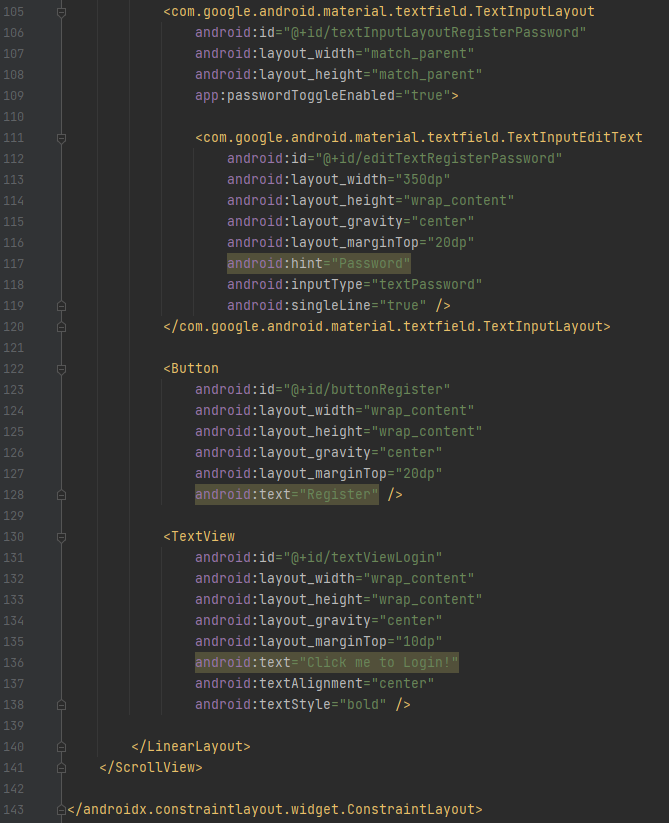 105 <com.google.android.material.textfield.TextInputLayout
106 android:id="@+id/textInputLayoutRegisterPassword"
107 android:layout_width="match_parent"
108 android:layout_height="match_parent"
109 app:passwordToggleEnabled="true">
110
111 <com.google.android.material.textfield.TextInputEditText
112 android:id="@+id/editTextRegisterPassword"
113 android:layout_width="350dp"
114 android:layout_height="wrap_content"
115 android:layout_gravity="center"
116 android:layout_marginTop="20dp"
117 android:hint="Password"
118 android:inputType="textPassword"
119 android:singleLine="true" />
120 </com.google.android.material.textfield.TextInputLayout>
121
122 <Button
123 android:id="@+id/buttonRegister"
124 android:layout_width="wrap_content"
125 android:layout_height="wrap_content"
126 android:layout_gravity="center"
127 android:layout_marginTop="20dp"
128 android:text="Register" />
129
130 <TextView
131 android:id="@+id/textViewLogin"
132 android:layout_width="wrap_content"
133 android:layout_height="wrap_content"
134 android:layout_gravity="center"
135 android:layout_marginTop="10dp"
136 android:text="Click me to Login!"
137 android:textAlignment="center"
138 android:textStyle="bold" />
139
140 </LinearLayout>
141 </ScrollView>
142
143 </androidx.constraintlayout.widget.ConstraintLayout>